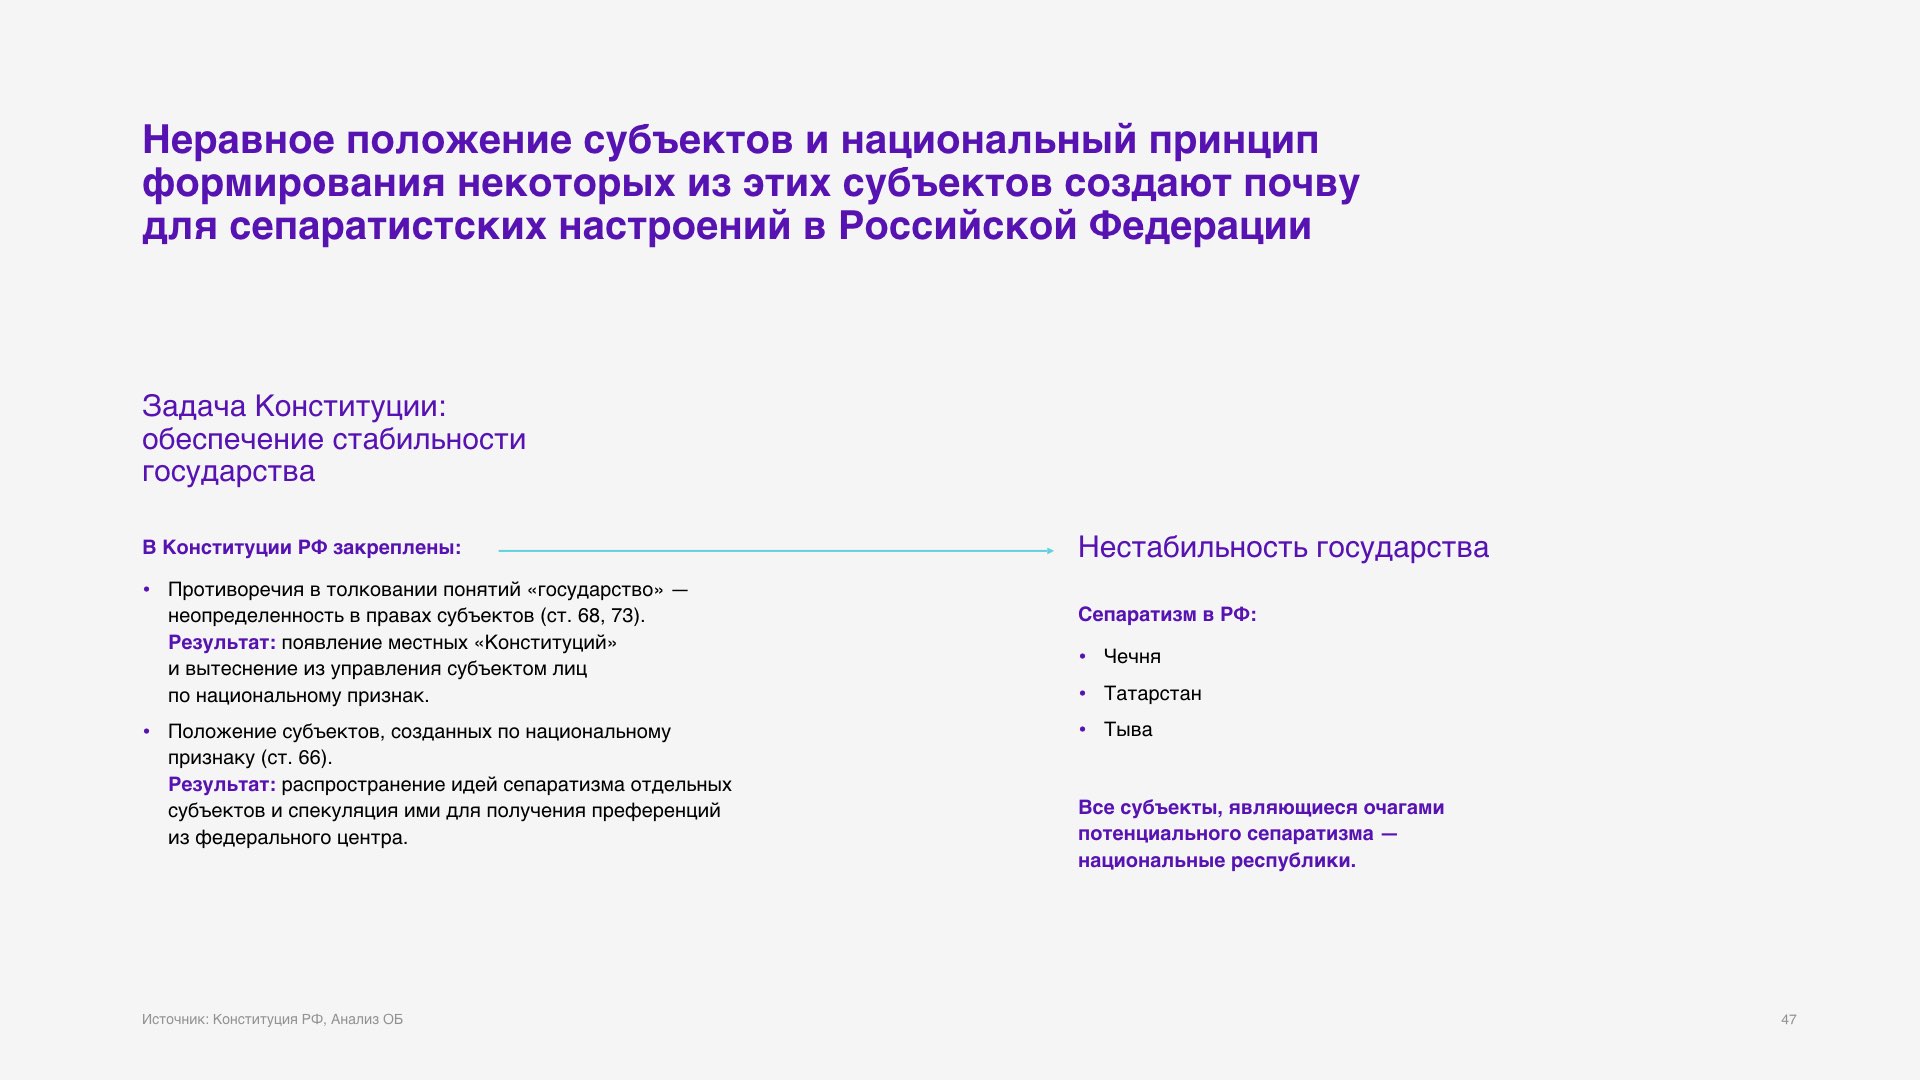 Неравное положение субъектов и национальный принцип
формирования некоторых из этих субъектов создают почву
для сепаратистских настроений в Российской Федерации
Задача Конституции:
обеспечение стабильности
государства
В Конституции РФ закреплены:
• Противоречия в толковании понятий «государство» —
неопределенность в правах субъектов (ст. 68, 73).
Результат: появление местных «Конституций»
и вытеснение из управления субъектом лиц
по национальному признак.
• Положение субъектов, созданных по национальному
признаку (ст. 66).
Результат: распространение идей сепаратизма отдельных
субъектов и спекуляция ими для получения преференций
из федерального центра.
Нестабильность государства
Сепаратизм в РФ:
• Чечня
• Татарстан
• Тыва
Все субъекты, являющиеся очагами
потенциального сепаратизма —
национальные республики.
Источник: Конституция РФ, Анализ ОБ
47